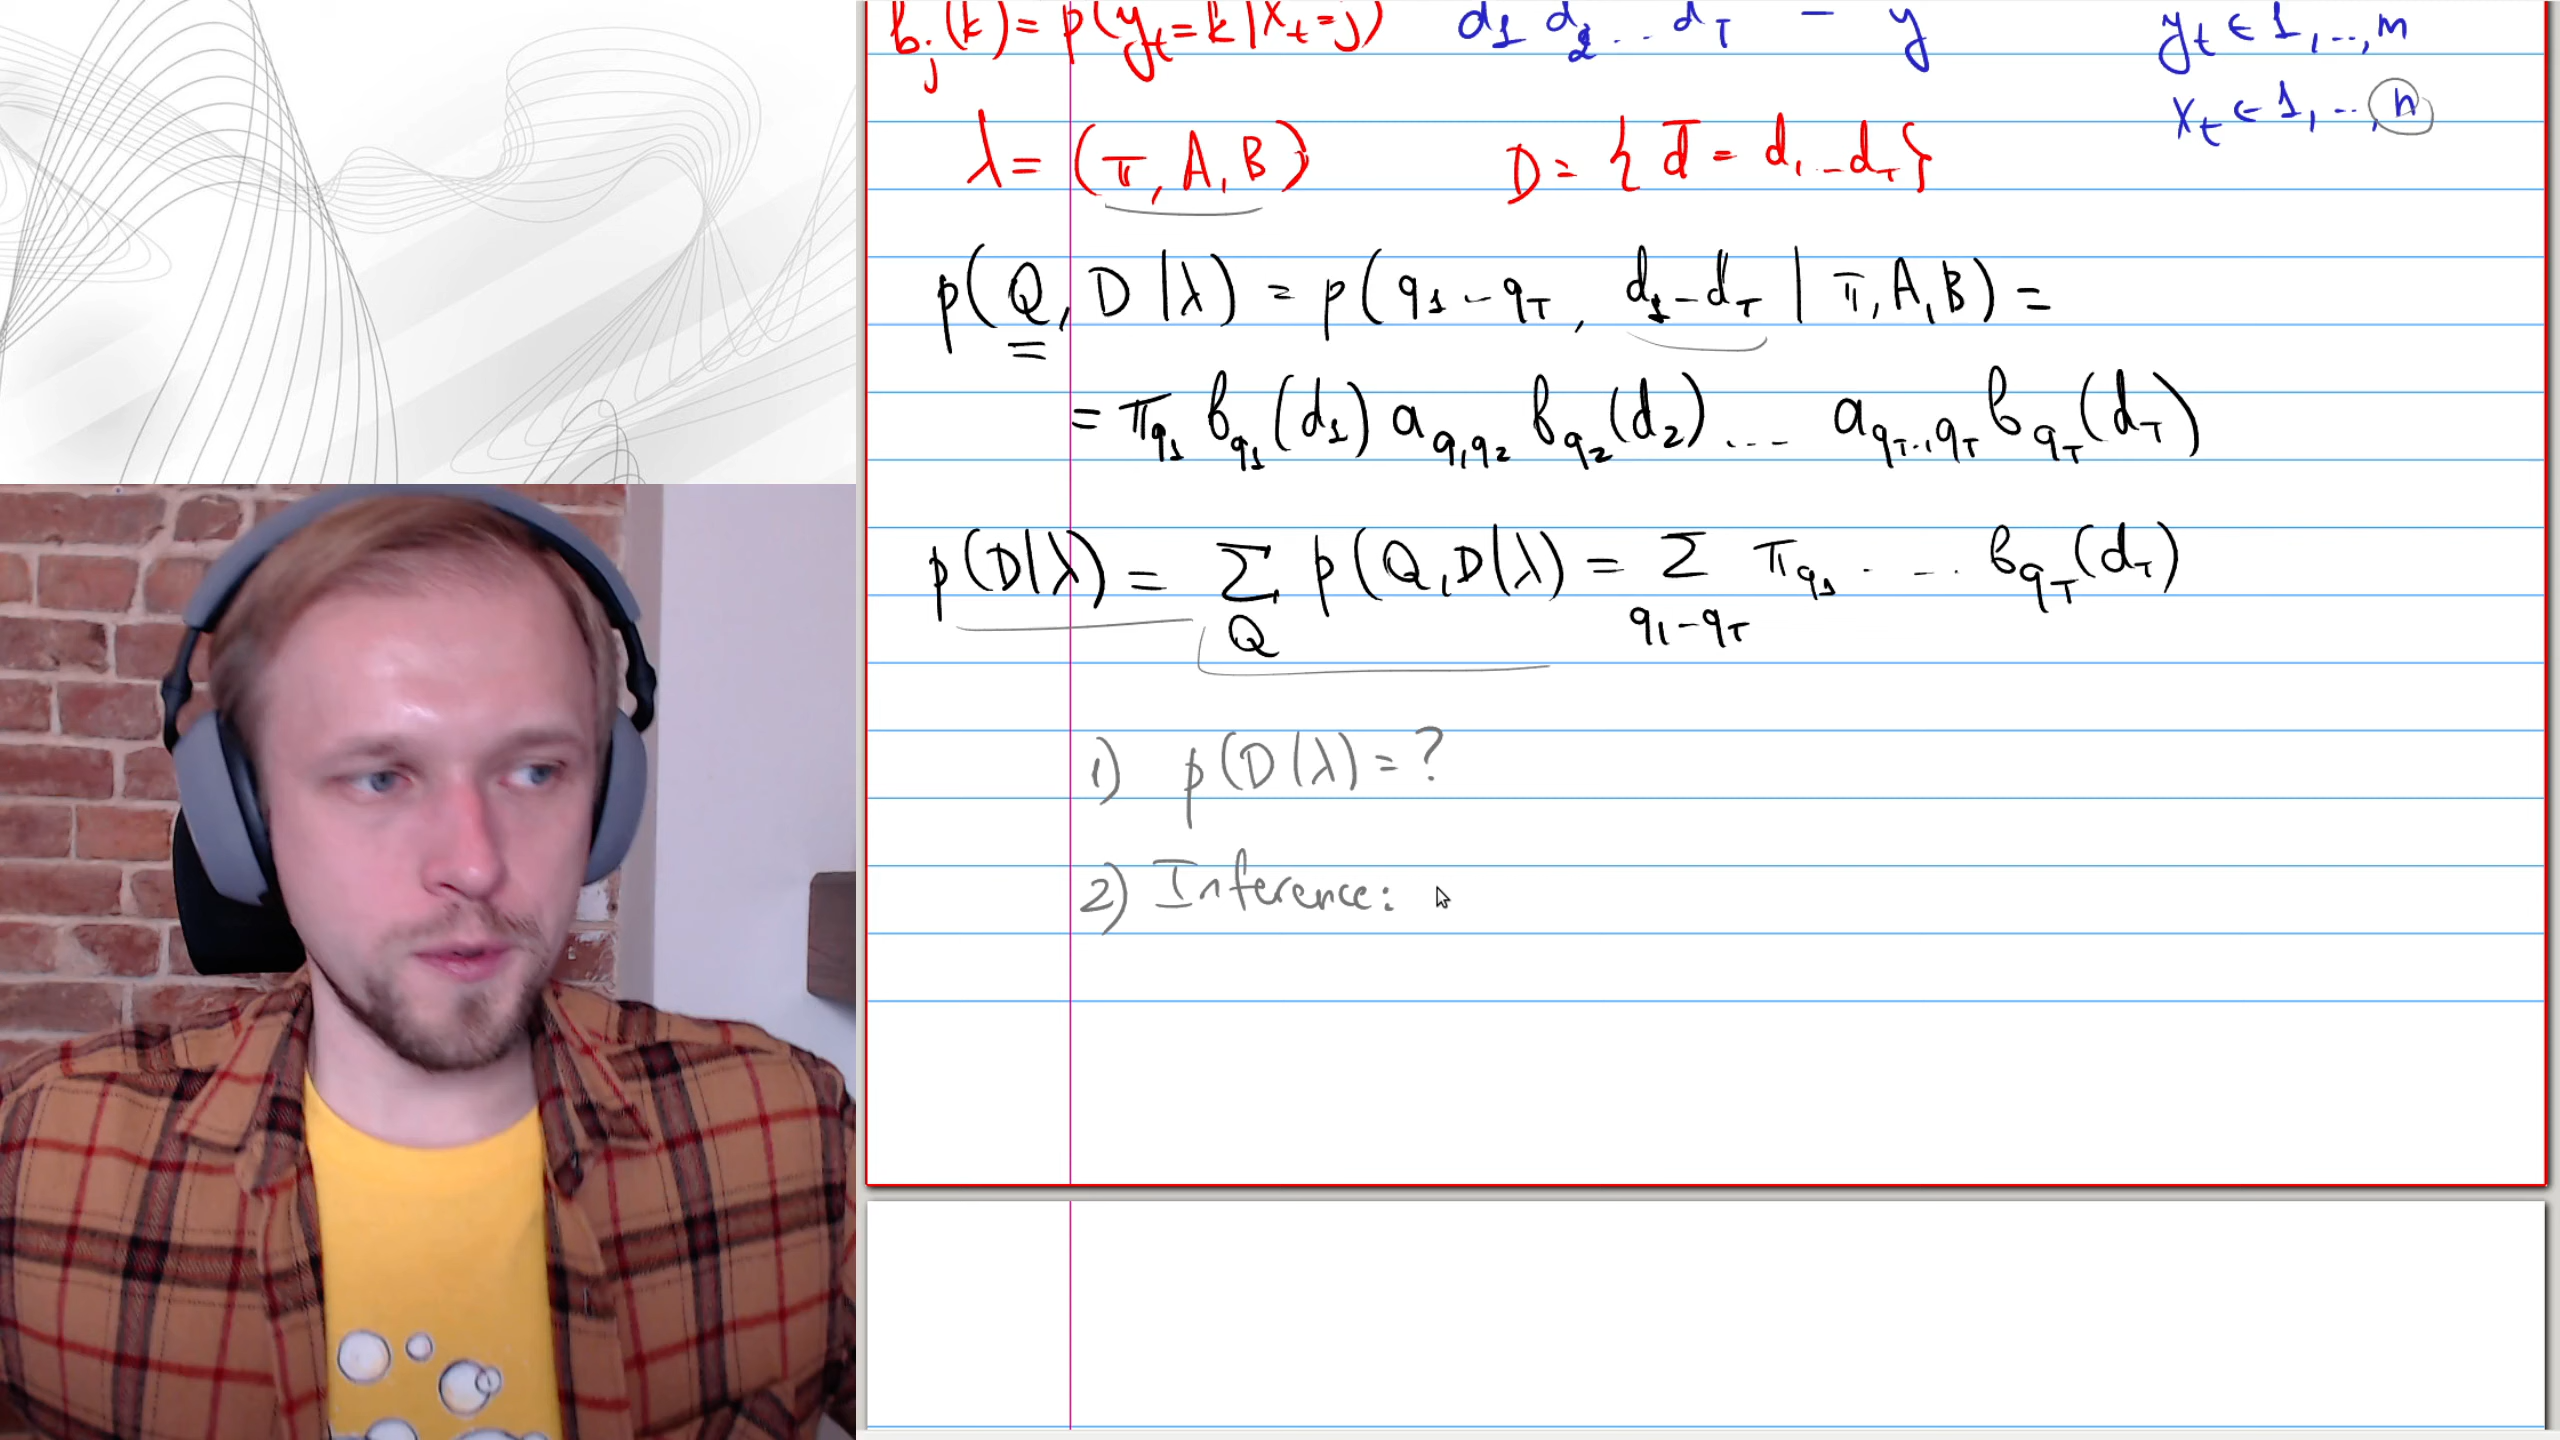 b_j(k) = p(y_t = k | x_t = j) d_1 d_2 ... d_T – y y_t ∈ 1, .., m
x_t ∈ 1, .., n
λ = (π, A, B) D = { d̄ = d_1 .. d_T }
p(Q, D | λ) = p(q_1 – q_T, d_1 – d_T | π, A, B) =
= π_{q_1} b_{q_1}(d_1) a_{q_1 q_2} b_{q_2}(d_2) ... a_{q_{T-1} q_T} b_{q_T}(d_T)
p(D|λ) = Σ_Q p(Q, D|λ) = Σ_{q_1 – q_T} π_{q_1} . ... b_{q_T}(d_T)
1) p(D|λ) = ?
2) Inference: